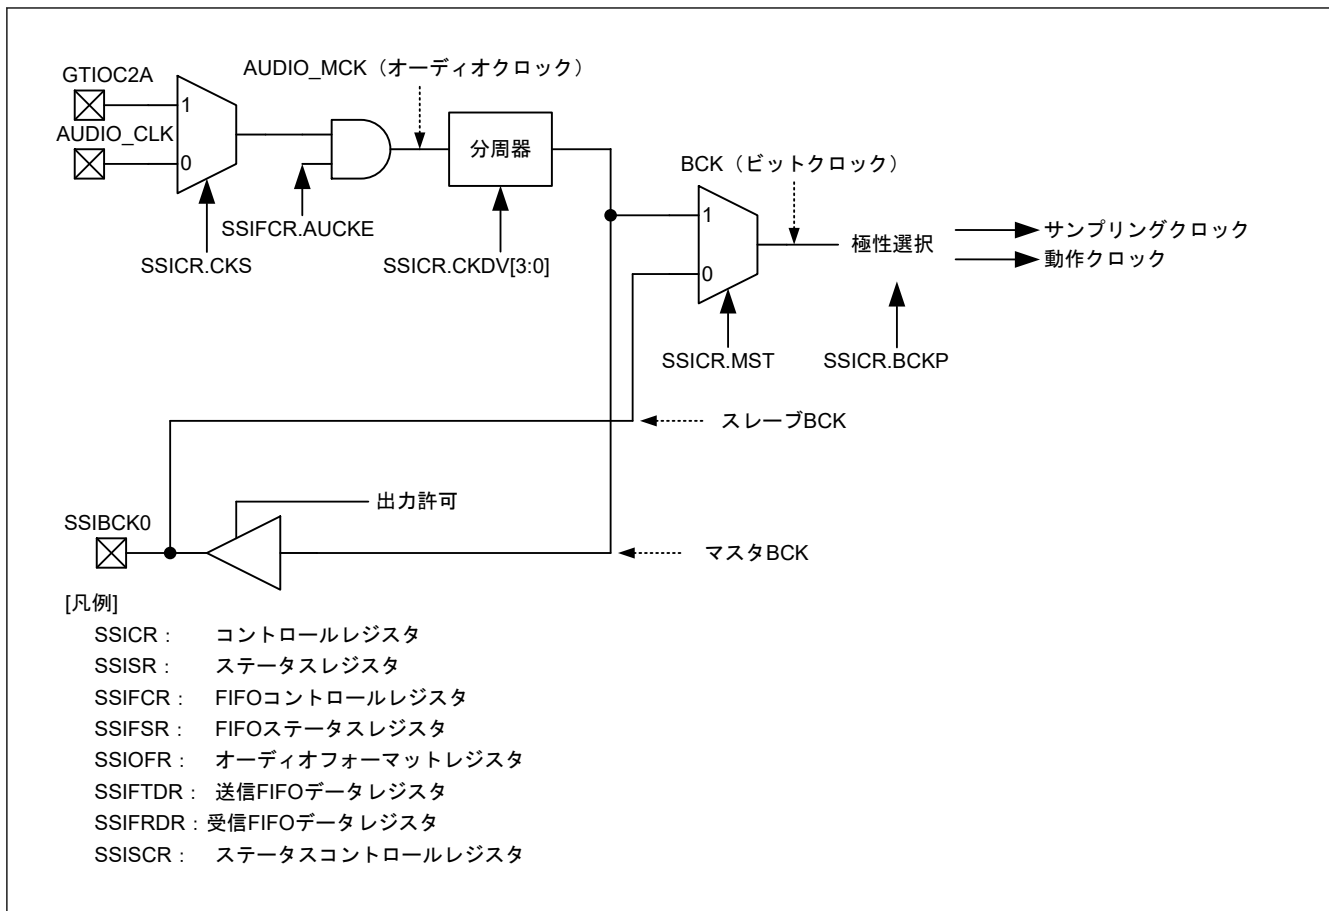 AUDIO_MCK（オーディオクロック）
GTIOC2A
1
AUDIO_CLK
0
分周器
SSIFCR.AUCKE
SSICR.CKS
SSICR.CKDV[3:0]
BCK（ビットクロック）
1
0
極性選択
サンプリングクロック
動作クロック
SSICR.MST
SSICR.BCKP
スレーブBCK
出力許可
SSIBCK0
マスタBCK
[凡例]
SSICR： コントロールレジスタ
SSISR： ステータスレジスタ
SSIFCR： FIFOコントロールレジスタ
SSIFSR： FIFOステータスレジスタ
SSIOFR： オーディオフォーマットレジスタ
SSIFTDR： 送信FIFOデータレジスタ
SSIFRDR：受信FIFOデータレジスタ
SSISCR： ステータスコントロールレジスタ